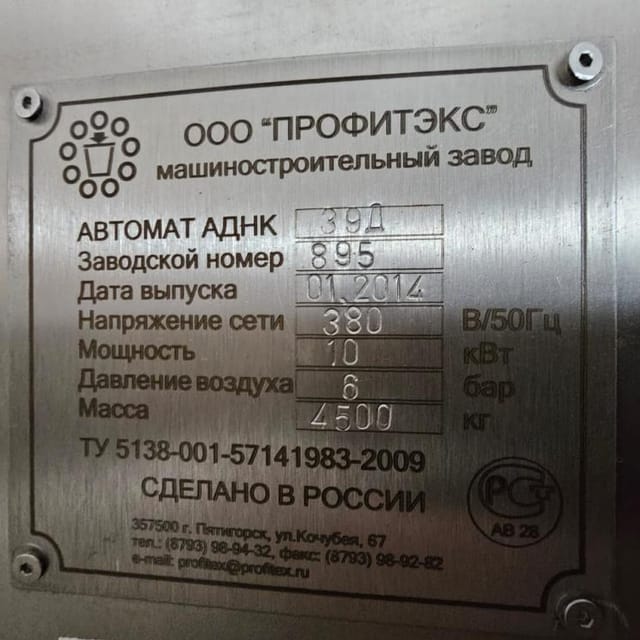 ООО "ПРОФИТЭКС"
машиностроительный завод
АВТОМАТ АДНК 39Д
Заводской номер 895
Дата выпуска 01.2014
Напряжение сети 380 В/50Гц
Мощность 10 кВт
Давление воздуха 6 бар
Масса 4500 кг
ТУ 5138-001-57141983-2009
СДЕЛАНО В РОССИИ
РСТ
АВ 28
357500 г. Пятигорск, ул.Кочубея, 67
тел.: (8793) 98-94-32, факс: (8793) 98-92-82
e-mail: profitex@profitex.ru